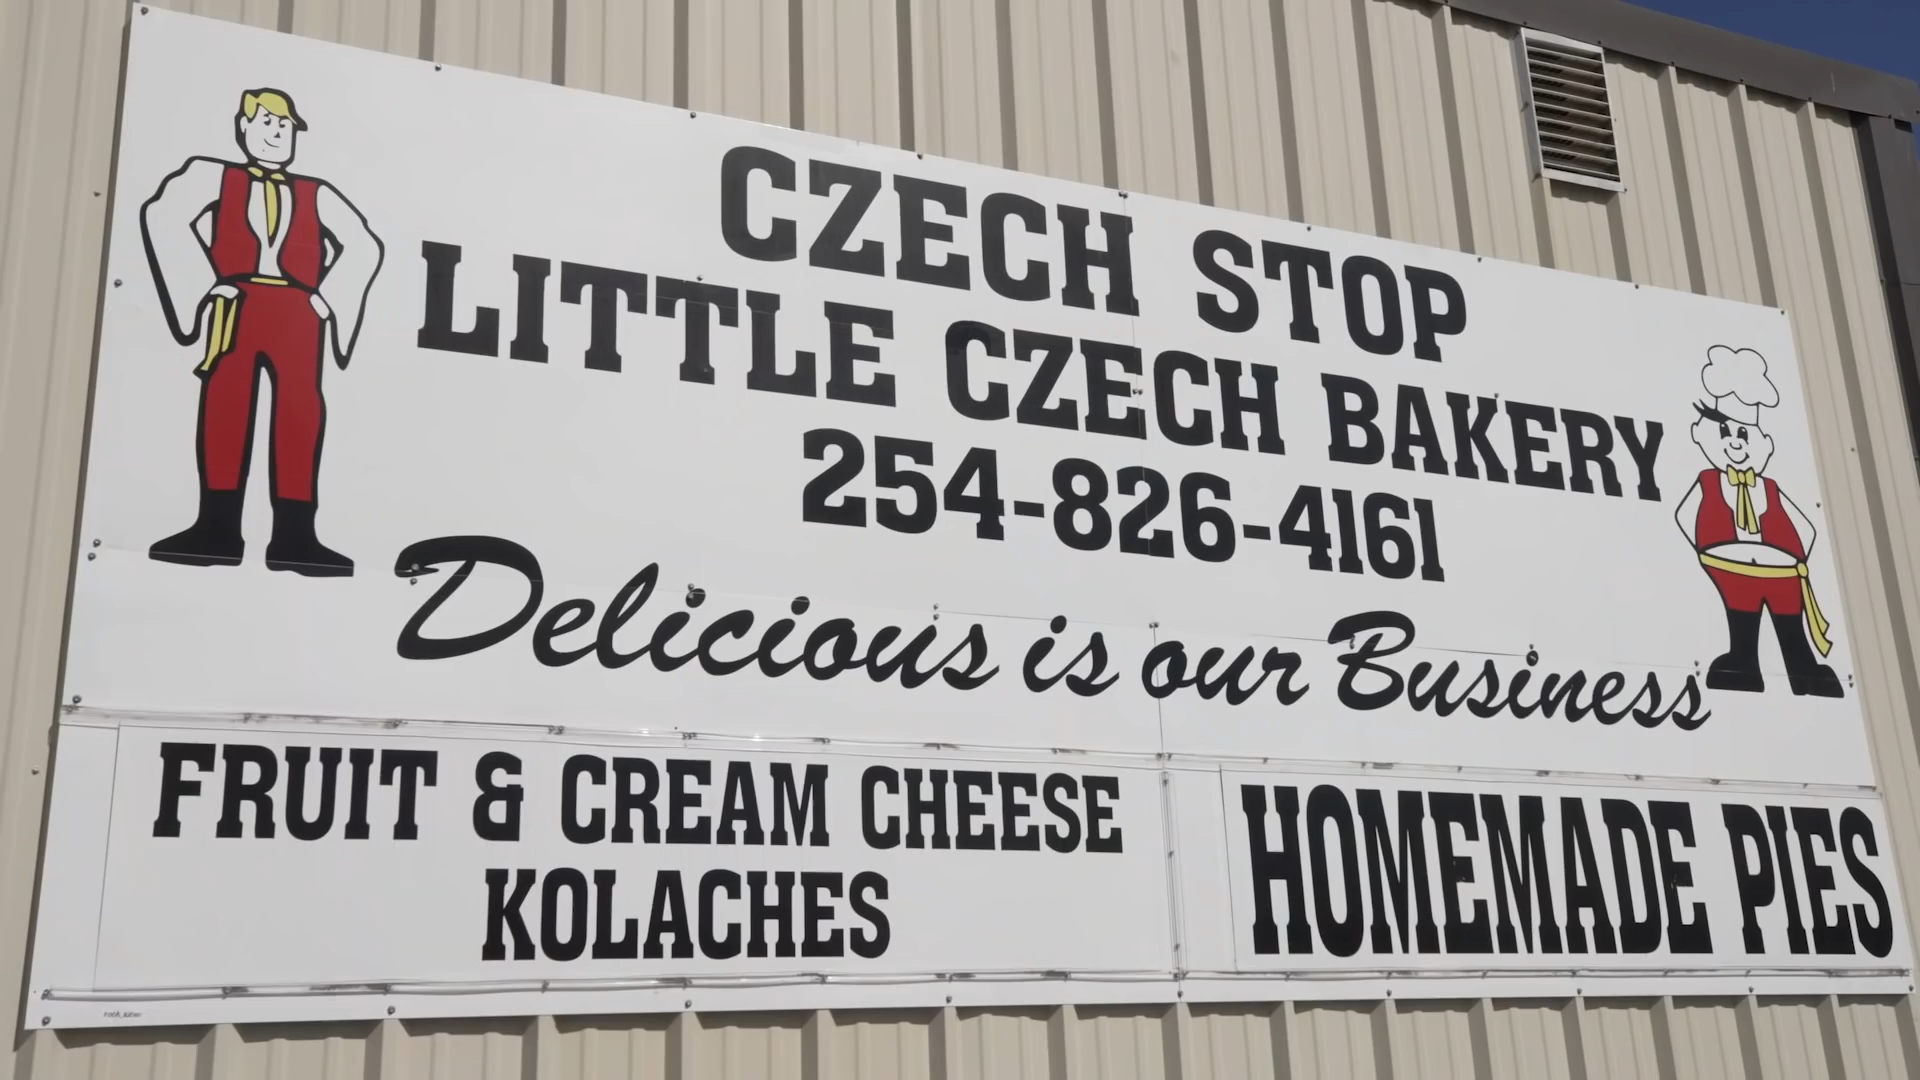 CZECH STOP
LITTLE CZECH BAKERY
254-826-4161
Delicious is our Business
FRUIT & CREAM CHEESE
KOLACHES
HOMEMADE PIES